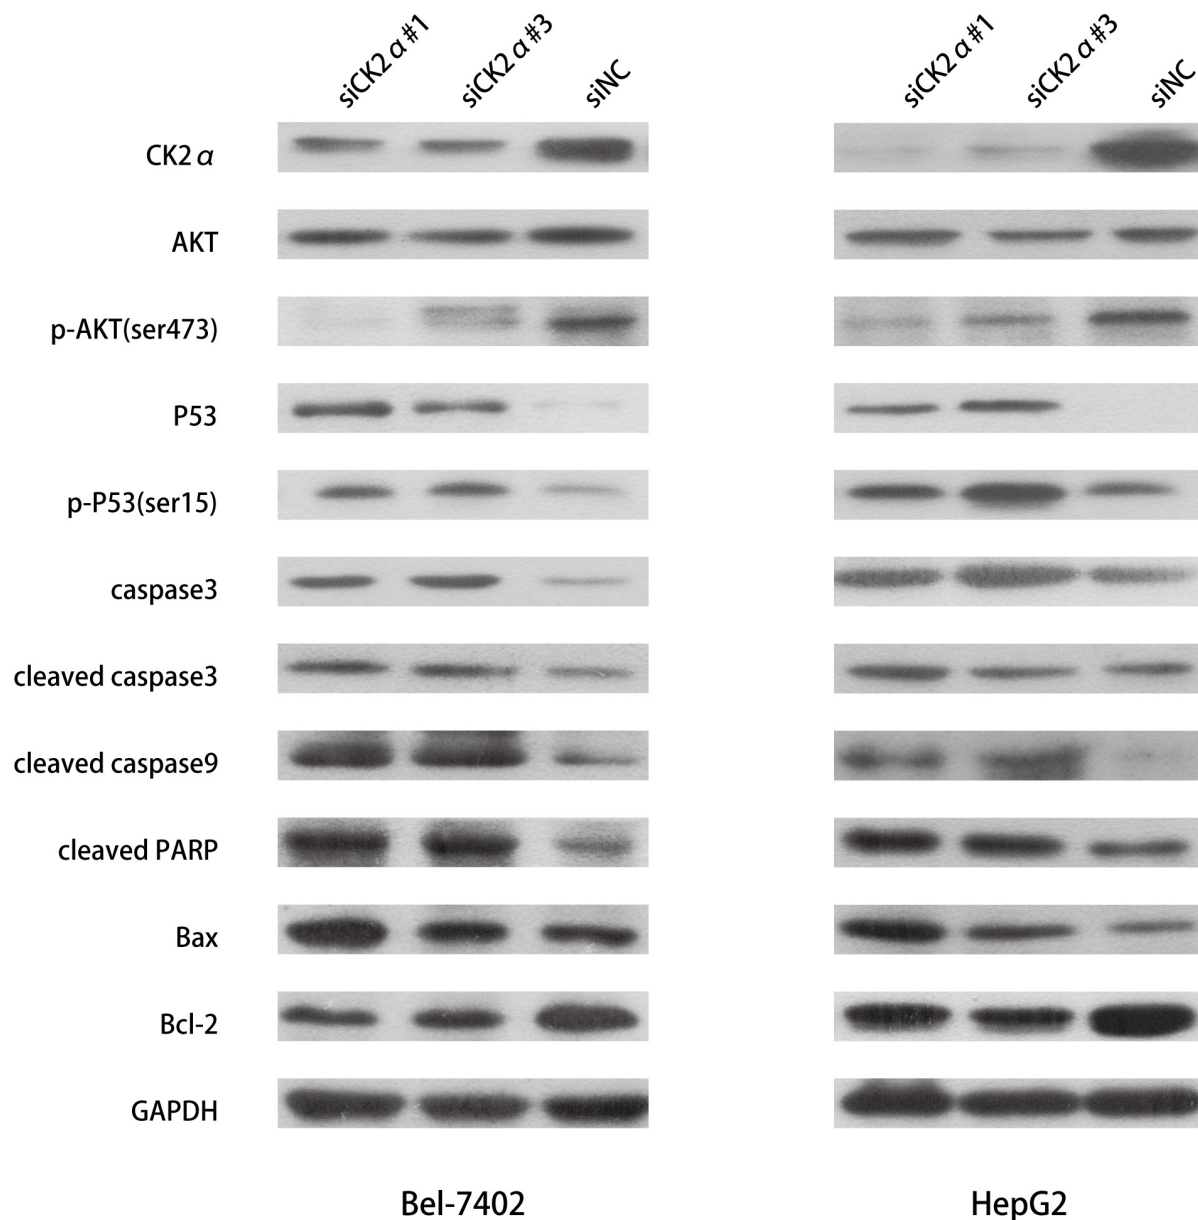 siCK2α#1 siCK2α#3 siNC siCK2α#1 siCK2α#3 siNC
CK2α
AKT
p-AKT(ser473)
P53
p-P53(ser15)
caspase3
cleaved caspase3
cleaved caspase9
cleaved PARP
Bax
Bcl-2
GAPDH
Bel-7402 HepG2